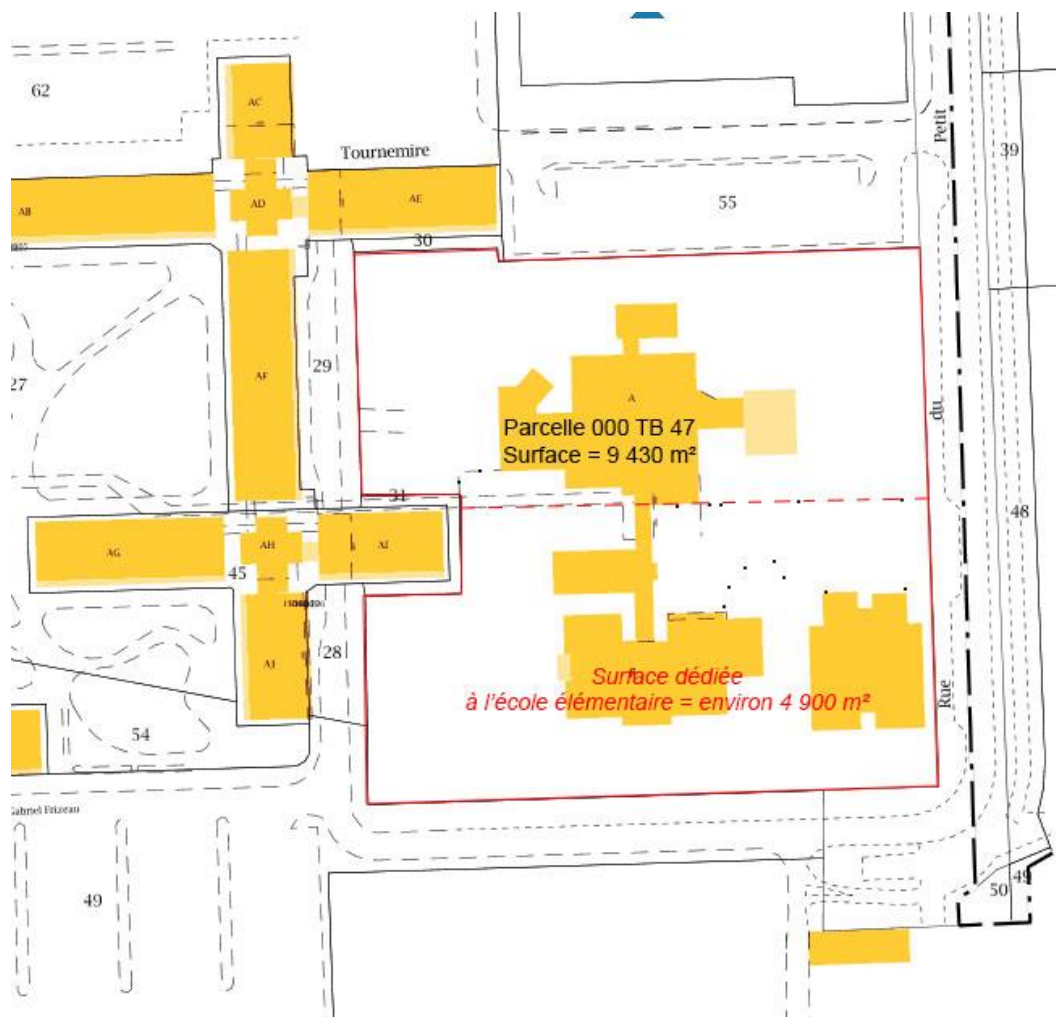 62
AC
Tournemire
Petit
39
AB
AD
AE
55
30
27
AF
29
A
du
Parcelle 000 TB 47
Surface = 9 430 m²
31
48
AG
AH
AI
45
28
AJ
Surface dédiée
à l'école élémentaire = environ 4 900 m²
Rue
54
Gabriel Frizeau
49
50
49